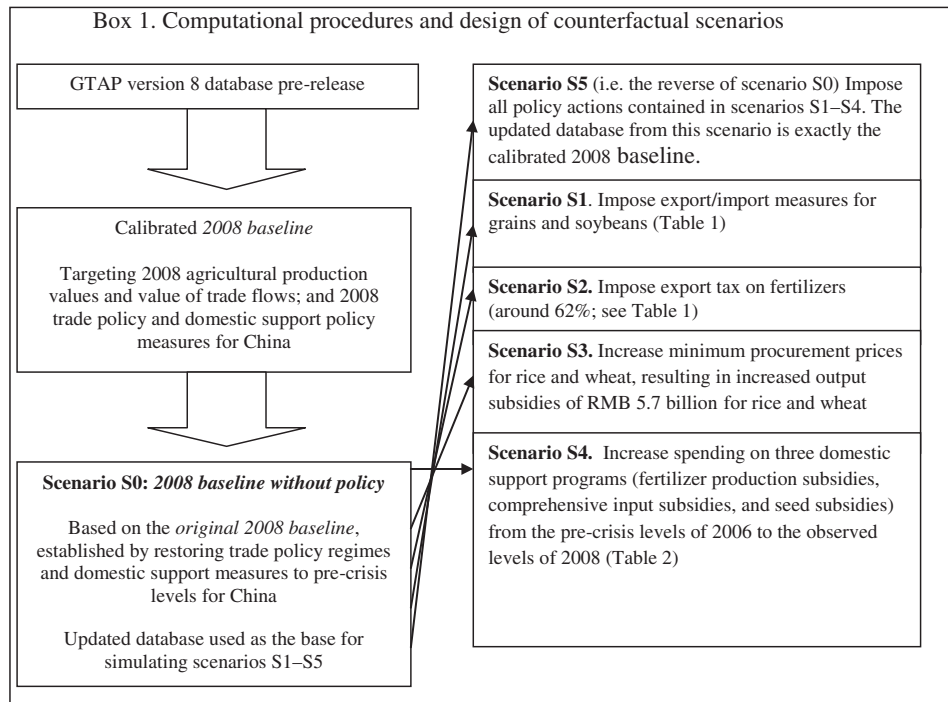 Box 1. Computational procedures and design of counterfactual scenarios
GTAP version 8 database pre-release
Calibrated 2008 baseline
Targeting 2008 agricultural production
values and value of trade flows; and 2008
trade policy and domestic support policy
measures for China
Scenario S0: 2008 baseline without policy
Based on the original 2008 baseline,
established by restoring trade policy regimes
and domestic support measures to pre-crisis
levels for China
Updated database used as the base for
simulating scenarios S1–S5
Scenario S5 (i.e. the reverse of scenario S0) Impose
all policy actions contained in scenarios S1–S4. The
updated database from this scenario is exactly the
calibrated 2008 baseline.
Scenario S1. Impose export/import measures for
grains and soybeans (Table 1)
Scenario S2. Impose export tax on fertilizers
(around 62%; see Table 1)
Scenario S3. Increase minimum procurement prices
for rice and wheat, resulting in increased output
subsidies of RMB 5.7 billion for rice and wheat
Scenario S4. Increase spending on three domestic
support programs (fertilizer production subsidies,
comprehensive input subsidies, and seed subsidies)
from the pre-crisis levels of 2006 to the observed
levels of 2008 (Table 2)